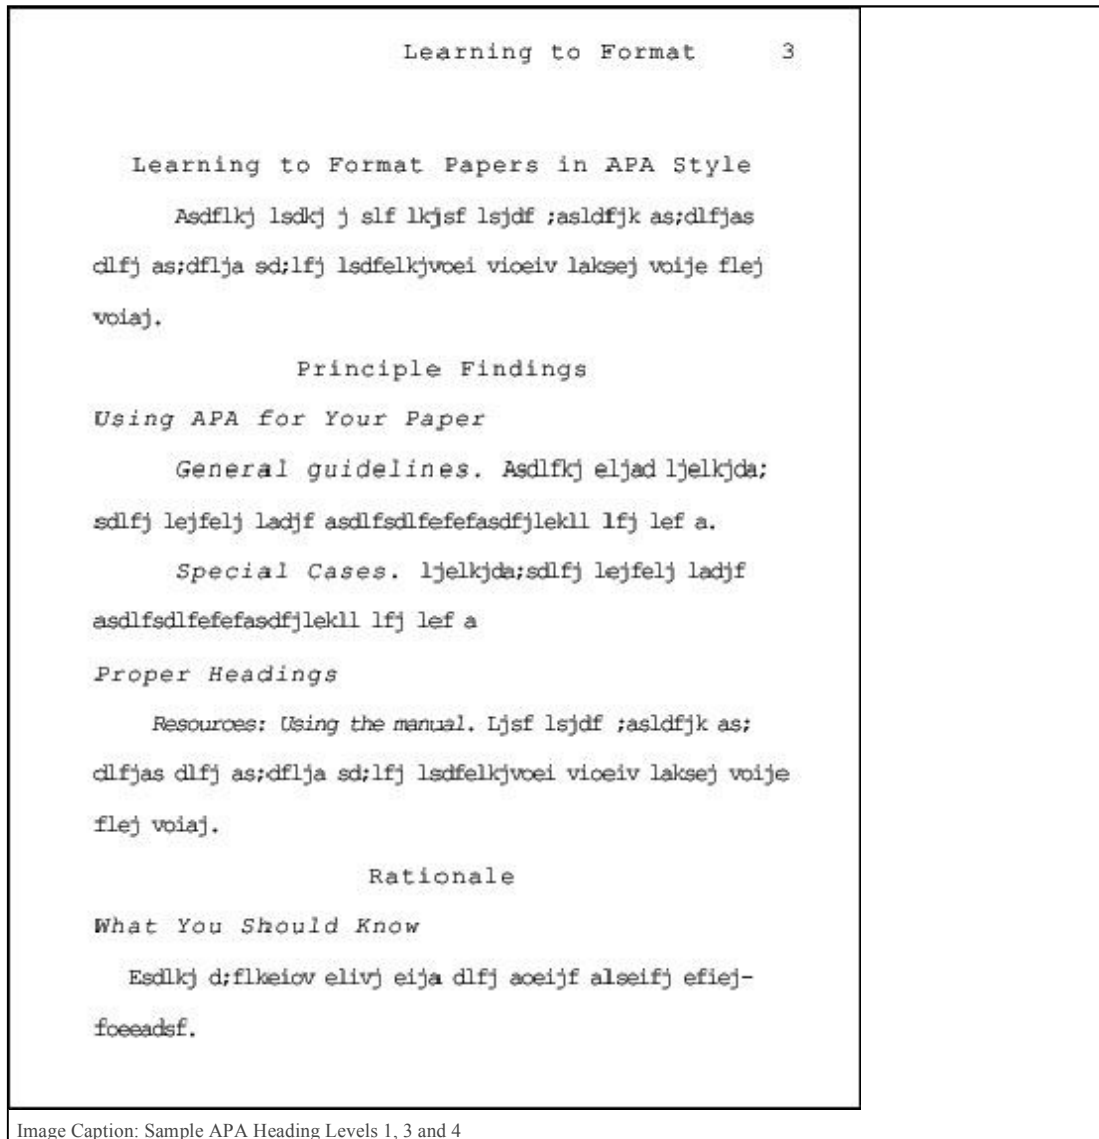 Learning to Format 3
Learning to Format Papers in APA Style
Asdflkj lsdkj j slf lkjsf lsjdf ;asldfjk as;dlfjas
dlfj as;dflja sd;lfj lsdfelkjvoei vioeiv laksej voije flej
voiaj.
Principle Findings
Using APA for Your Paper
General guidelines. Asdlfkj eljad ljelkjda;
sdlfj lejfelj ladjf asdlfsdlfefefasdfjlekll lfj lef a.
Special Cases. ljelkjda;sdlfj lejfelj ladjf
asdlfsdlfefefasdfjlekll lfj lef a
Proper Headings
Resources: Using the manual. Ljsf lsjdf ;asldfjk as;
dlfjas dlfj as;dflja sd;lfj lsdfelkjvoei vioeiv laksej voije
flej voiaj.
Rationale
What You Should Know
Esdlkj d;flkeiov elivj eija dlfj aoeijf alseifj efiej-
foeeadsf.
Image Caption: Sample APA Heading Levels 1, 3 and 4